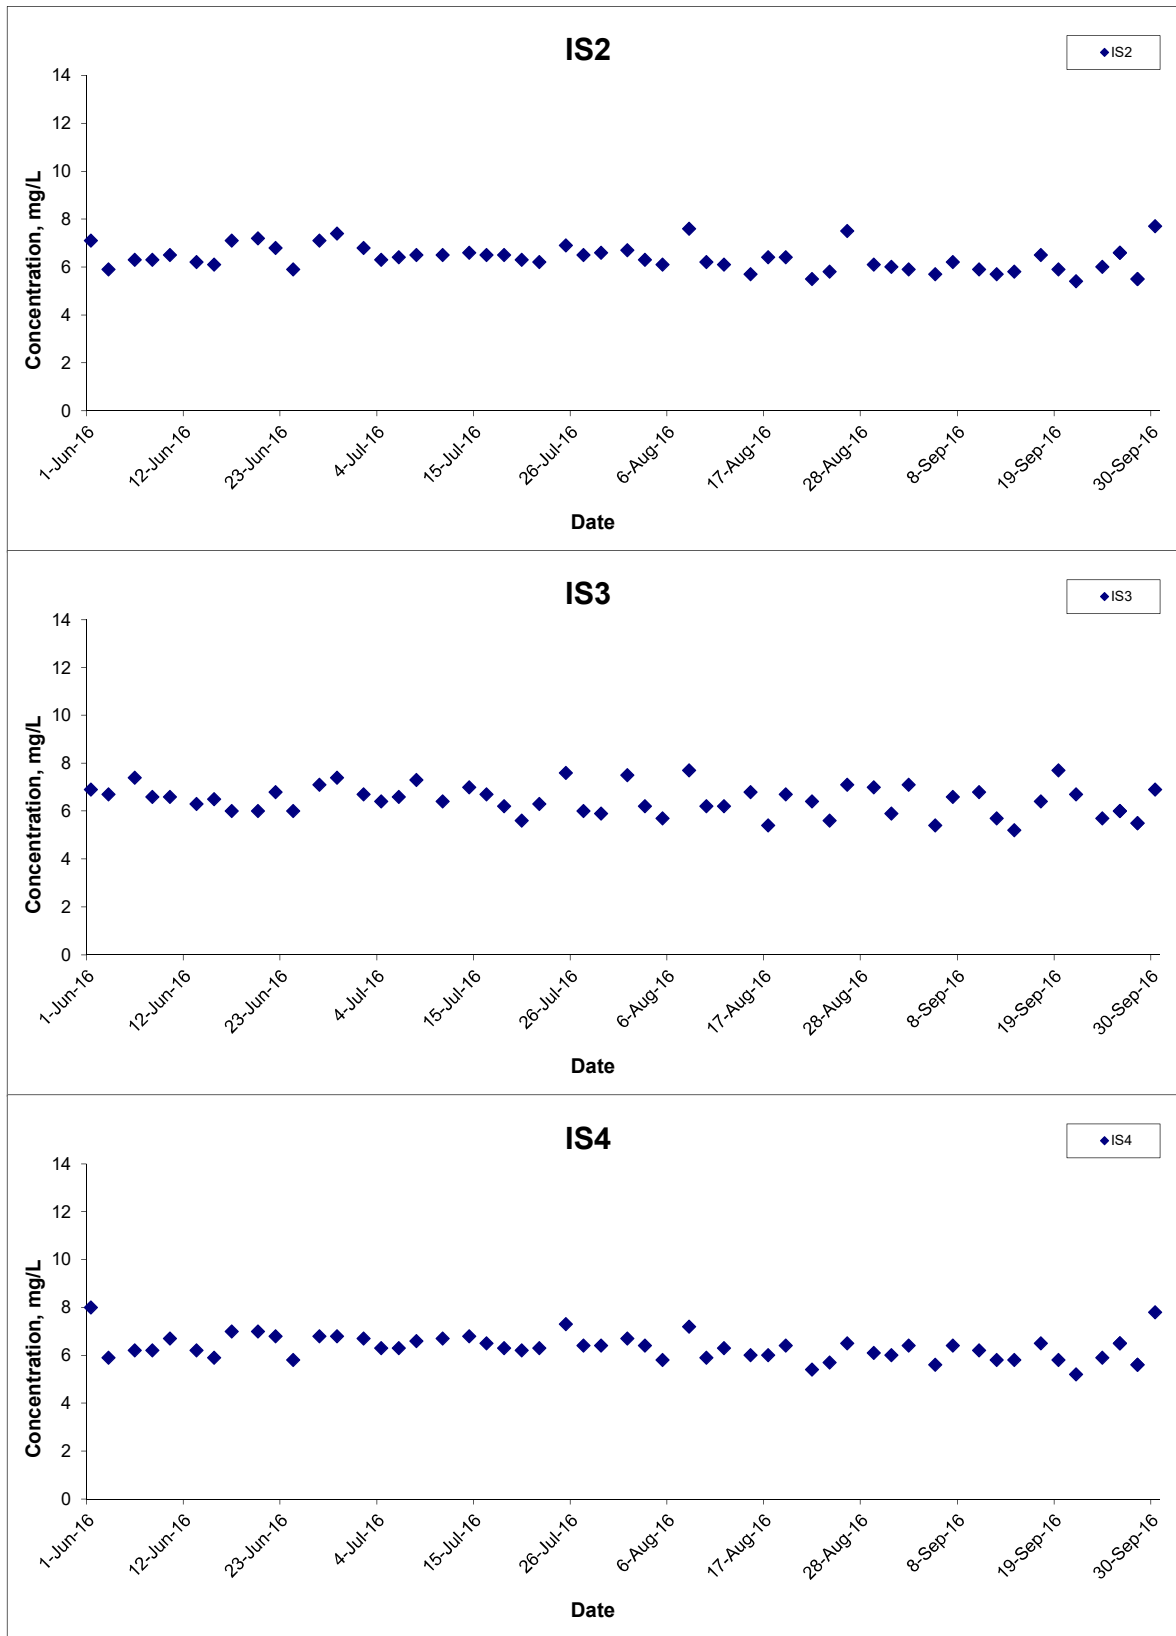 IS2
IS2
14
12
10
8
6
4
2
0
Concentration, mg/L
1-Jun-16
12-Jun-16
23-Jun-16
4-Jul-16
15-Jul-16
26-Jul-16
6-Aug-16
17-Aug-16
28-Aug-16
8-Sep-16
19-Sep-16
30-Sep-16
Date
IS3
IS3
14
12
10
8
6
4
2
0
Concentration, mg/L
1-Jun-16
12-Jun-16
23-Jun-16
4-Jul-16
15-Jul-16
26-Jul-16
6-Aug-16
17-Aug-16
28-Aug-16
8-Sep-16
19-Sep-16
30-Sep-16
Date
IS4
IS4
14
12
10
8
6
4
2
0
Concentration, mg/L
1-Jun-16
12-Jun-16
23-Jun-16
4-Jul-16
15-Jul-16
26-Jul-16
6-Aug-16
17-Aug-16
28-Aug-16
8-Sep-16
19-Sep-16
30-Sep-16
Date